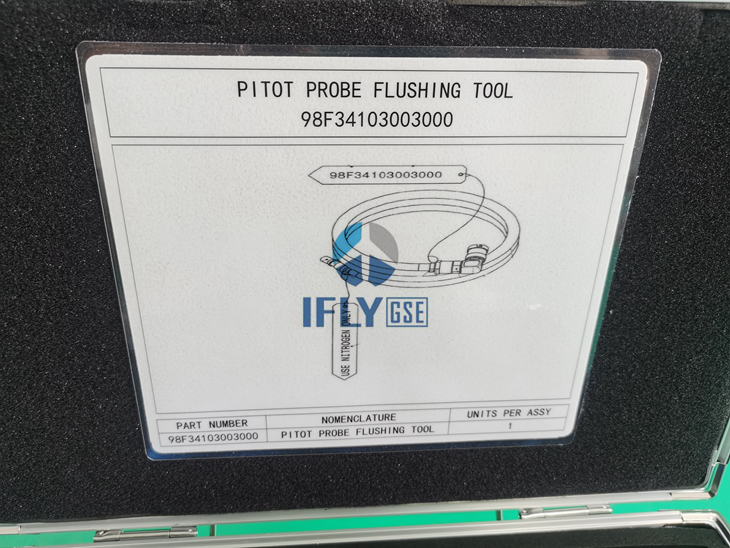 PITOT PROBE FLUSHING TOOL
98F34103003000
98F34103003000
IFLY GSE
USE NITROGEN ONLY
PART NUMBER NOMENCLATURE UNITS PER ASSY
98F34103003000 PITOT PROBE FLUSHING TOOL 1